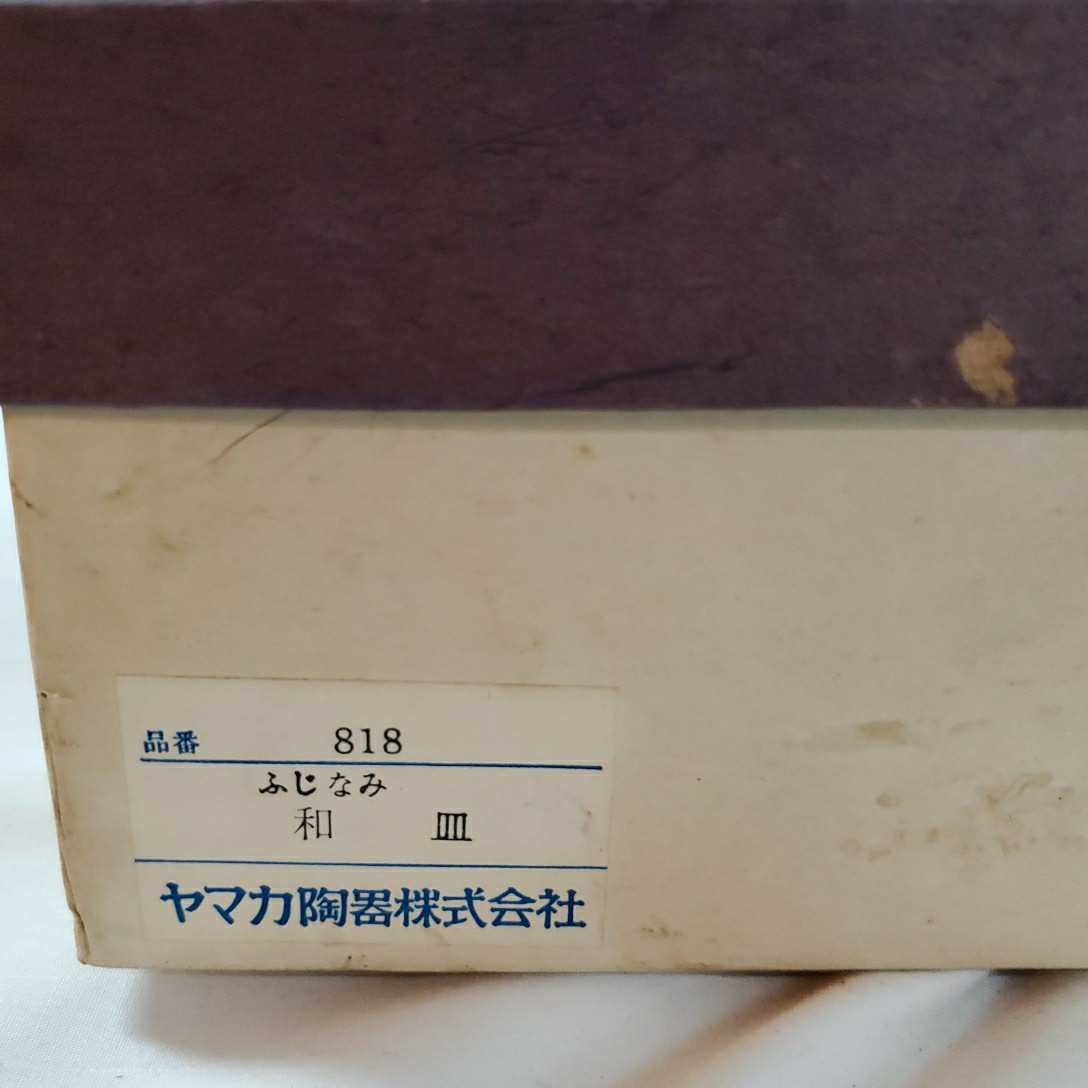 品番 818
ふじなみ
和 皿
ヤマカ陶器株式会社